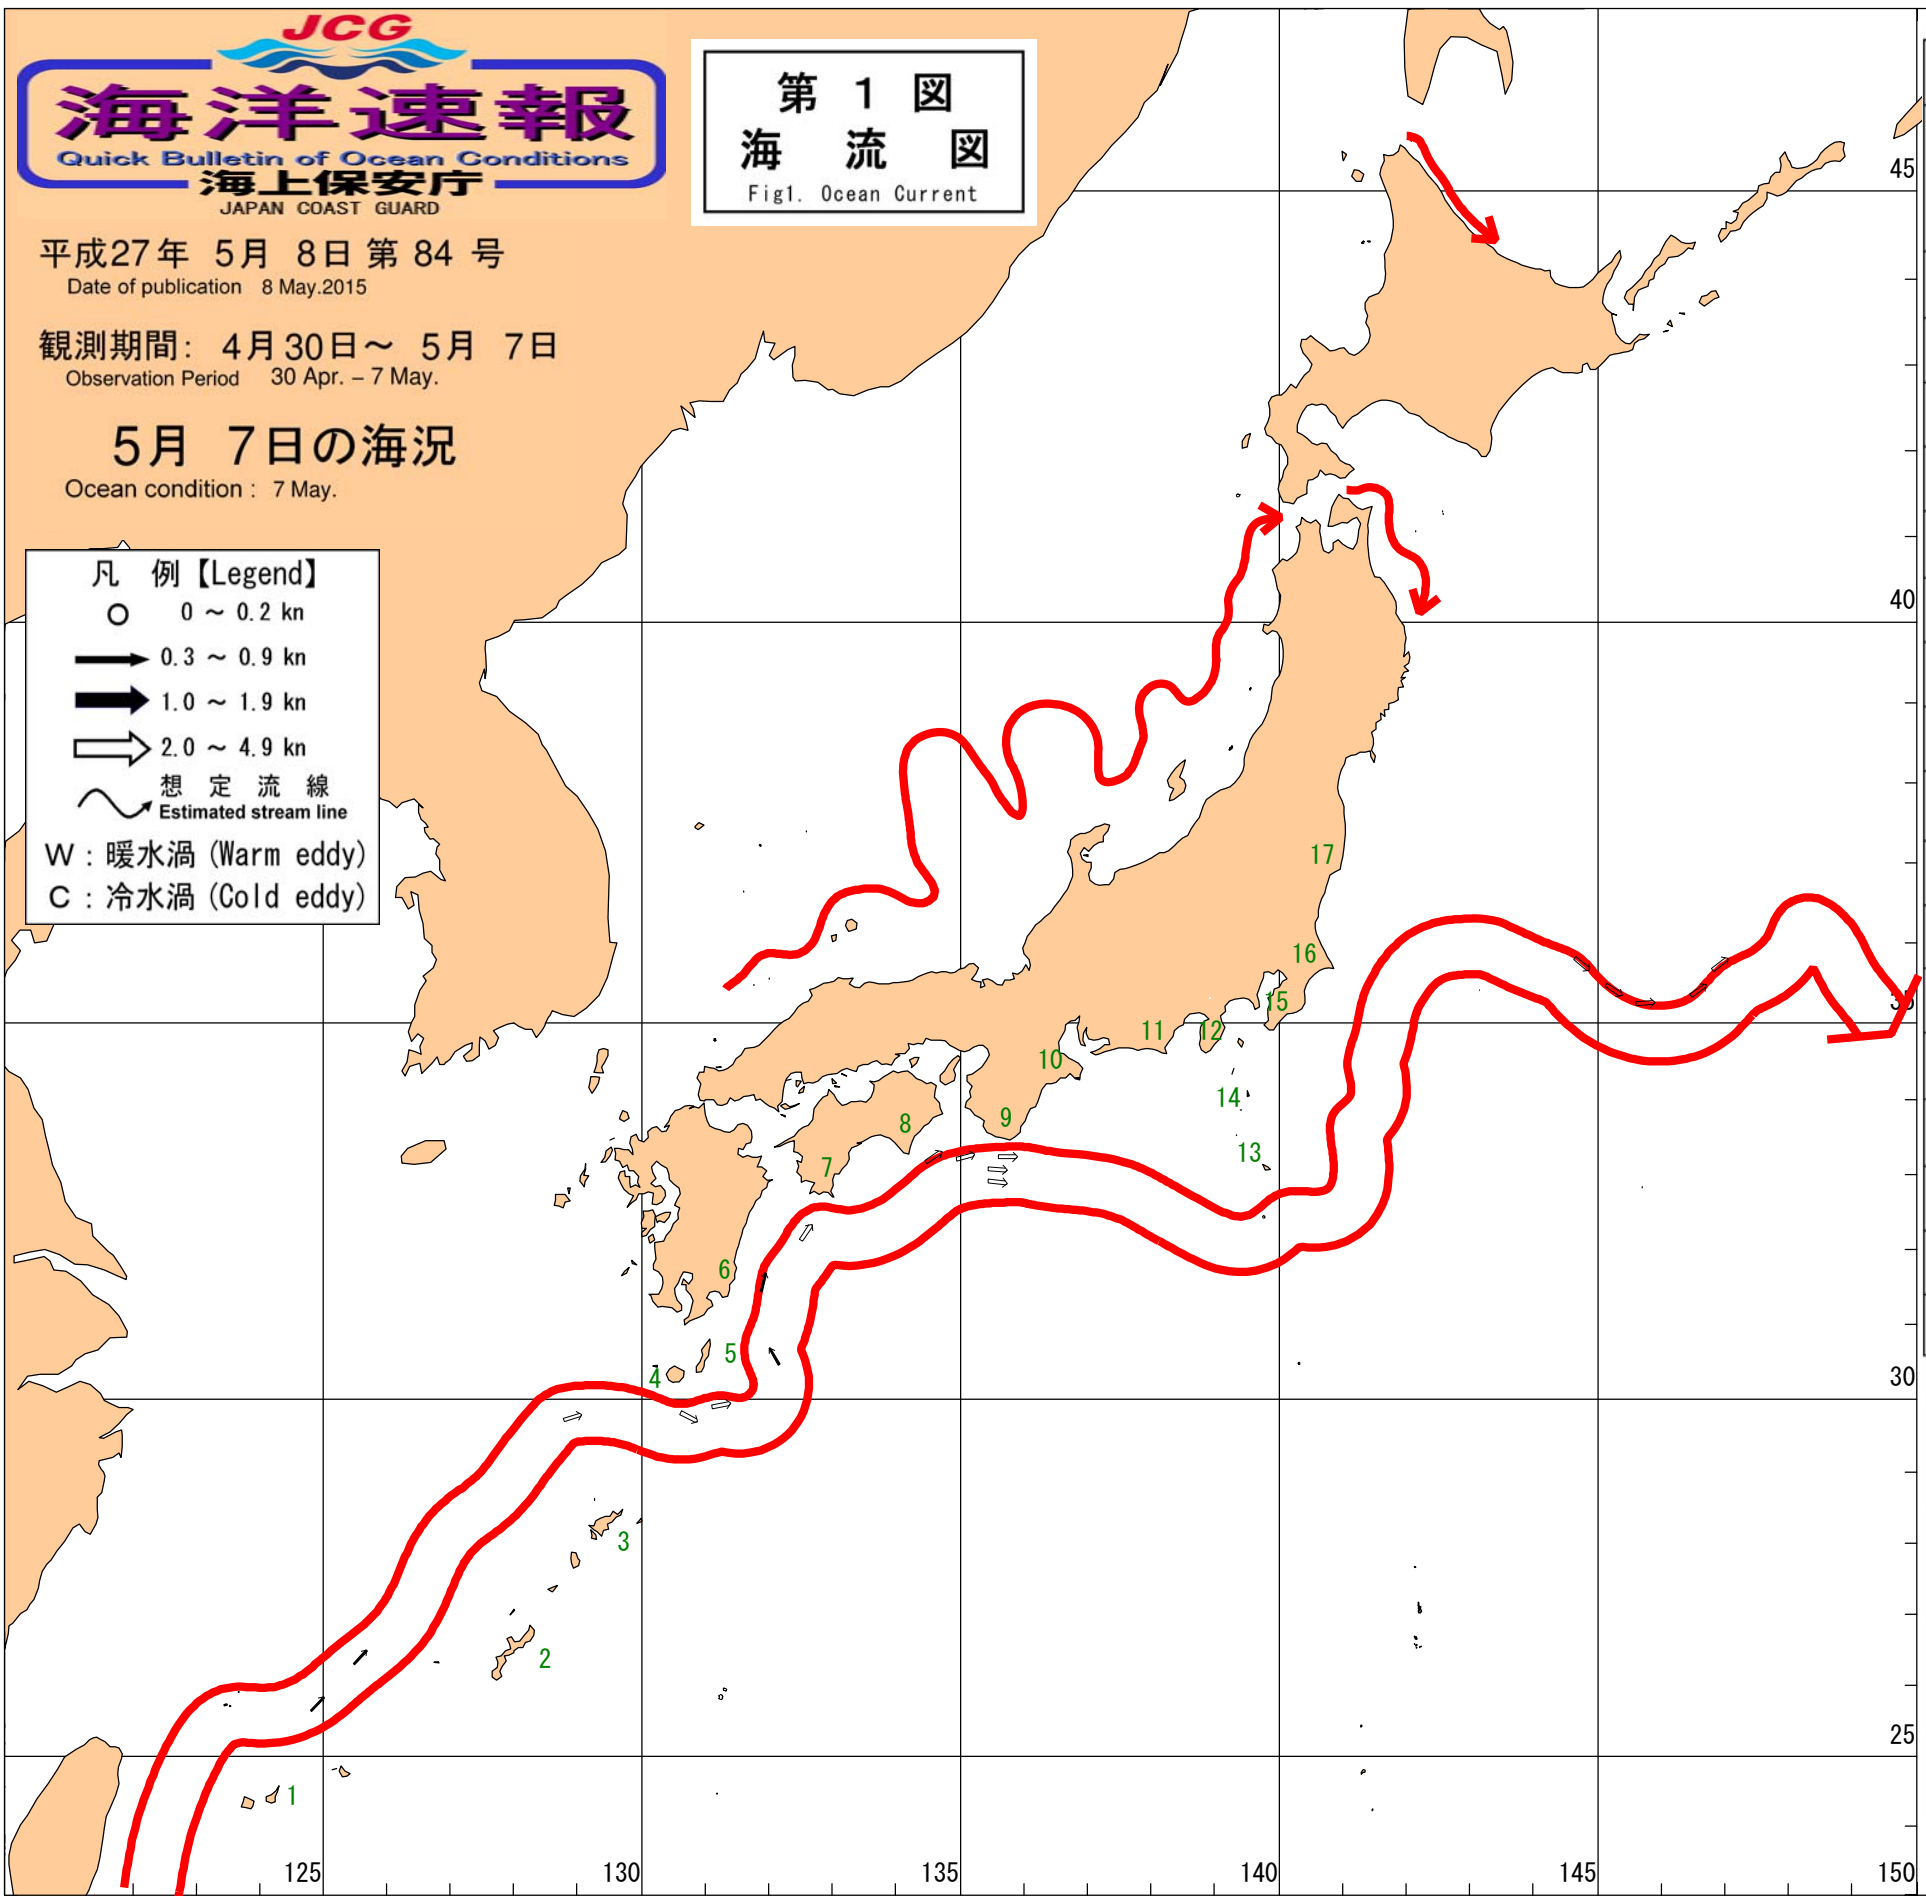 JCG
海洋速報
Quick Bulletin of Ocean Conditions
海上保安庁
JAPAN COAST GUARD
第 1 図
海 流 図
Fig1. Ocean Current
平成27年 5月 8日 第 84 号
Date of publication 8 May.2015
観測期間: 4月30日～ 5月 7日
Observation Period 30 Apr. – 7 May.
5月 7日の海況
Ocean condition : 7 May.
凡 例【Legend】
0 ～ 0.2 kn
0.3 ～ 0.9 kn
1.0 ～ 1.9 kn
2.0 ～ 4.9 kn
想 定 流 線
Estimated stream line
W : 暖水渦 (Warm eddy)
C : 冷水渦 (Cold eddy)
45
40
35
30
25
17
16
15
12
11
10
14
9
8
13
7
6
5
4
3
2
1
125
130
135
140
145
150